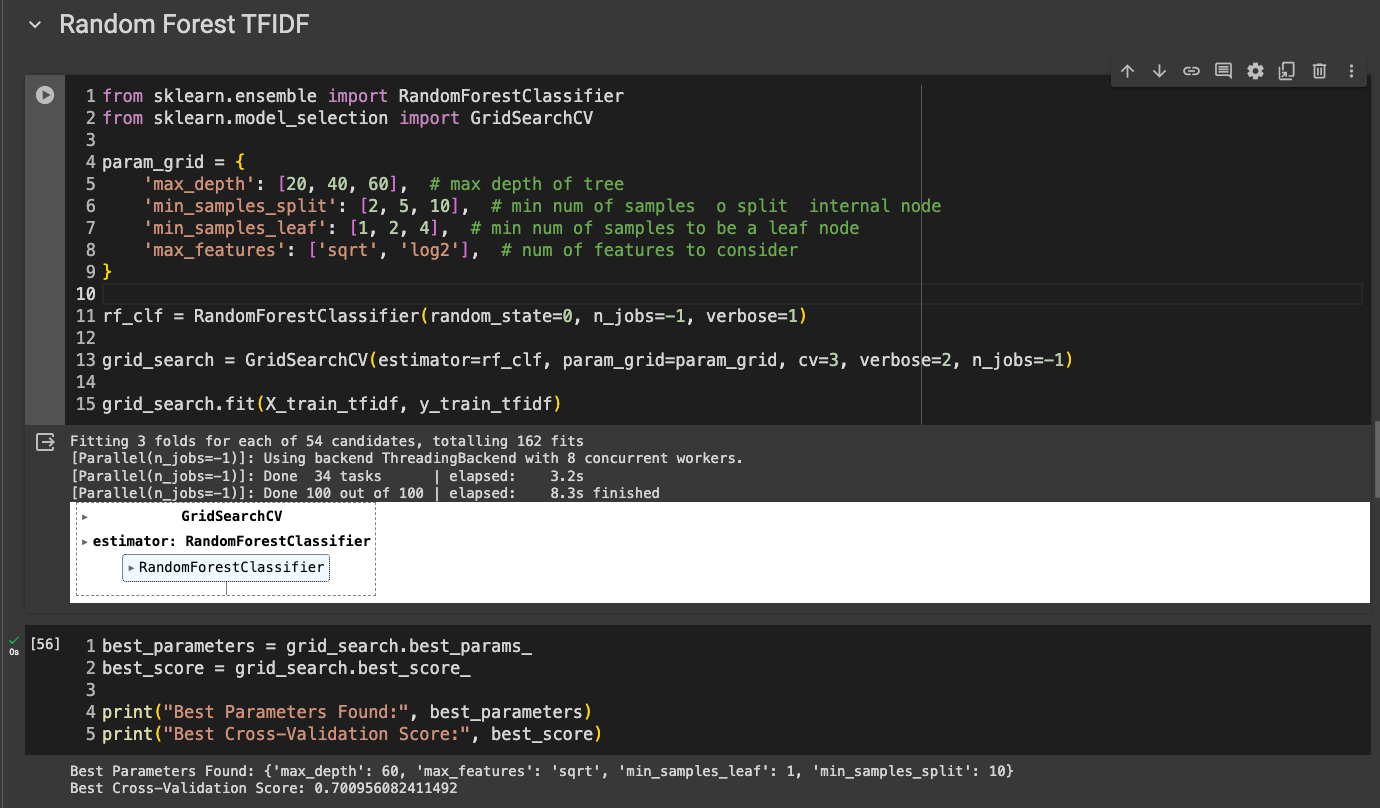 Random Forest TFIDF
1 from sklearn.ensemble import RandomForestClassifier
2 from sklearn.model_selection import GridSearchCV
3
4 param_grid = {
5     'max_depth': [20, 40, 60],  # max depth of tree
6     'min_samples_split': [2, 5, 10],  # min num of samples  o split  internal node
7     'min_samples_leaf': [1, 2, 4],  # min num of samples to be a leaf node
8     'max_features': ['sqrt', 'log2'],  # num of features to consider
9 }
10
11 rf_clf = RandomForestClassifier(random_state=0, n_jobs=-1, verbose=1)
12
13 grid_search = GridSearchCV(estimator=rf_clf, param_grid=param_grid, cv=3, verbose=2, n_jobs=-1)
14
15 grid_search.fit(X_train_tfidf, y_train_tfidf)
Fitting 3 folds for each of 54 candidates, totalling 162 fits
[Parallel(n_jobs=-1)]: Using backend ThreadingBackend with 8 concurrent workers.
[Parallel(n_jobs=-1)]: Done  34 tasks      | elapsed:    3.2s
[Parallel(n_jobs=-1)]: Done 100 out of 100 | elapsed:    8.3s finished
GridSearchCV
estimator: RandomForestClassifier
RandomForestClassifier
0s
[56]
1 best_parameters = grid_search.best_params_
2 best_score = grid_search.best_score_
3
4 print("Best Parameters Found:", best_parameters)
5 print("Best Cross-Validation Score:", best_score)
Best Parameters Found: {'max_depth': 60, 'max_features': 'sqrt', 'min_samples_leaf': 1, 'min_samples_split': 10}
Best Cross-Validation Score: 0.700956082411492